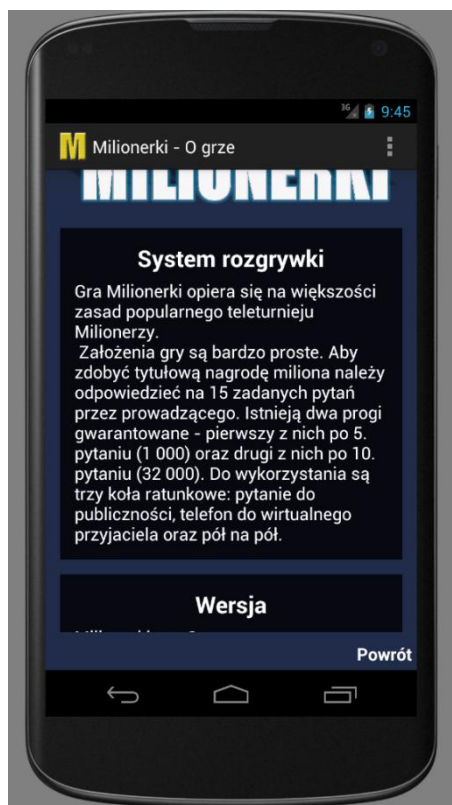 3G 9:45
M Milionerki - O grze
MILIONERKI
System rozgrywki
Gra Milionerki opiera się na większości
zasad popularnego teleturnieju
Milionerzy.
Założenia gry są bardzo proste. Aby
zdobyć tytułową nagrodę miliona należy
odpowiedzieć na 15 zadanych pytań
przez prowadzącego. Istnieją dwa progi
gwarantowane - pierwszy z nich po 5.
pytaniu (1 000) oraz drugi z nich po 10.
pytaniu (32 000). Do wykorzystania są
trzy koła ratunkowe: pytanie do
publiczności, telefon do wirtualnego
przyjaciela oraz pół na pół.
Wersja
Powrót